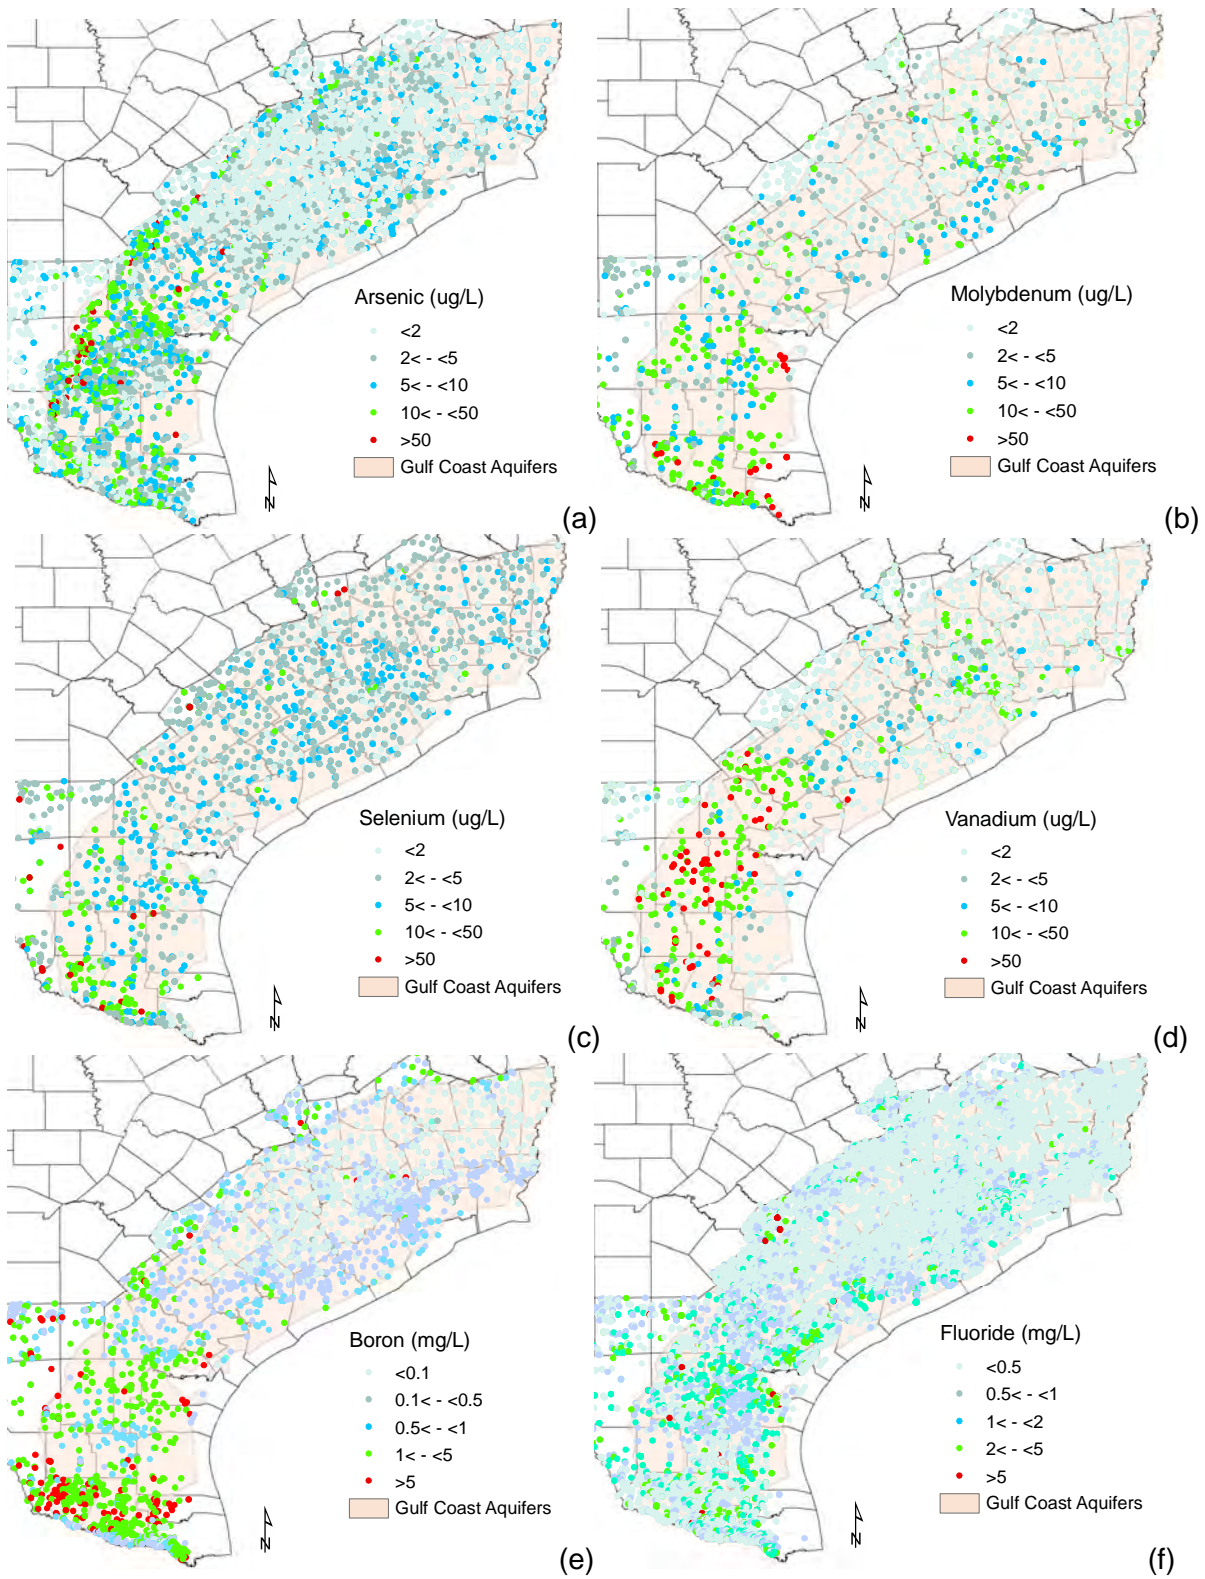 Arsenic (ug/L)
<2
2< - <5
5< - <10
10< - <50
>50
Gulf Coast Aquifers
N
(a)
Molybdenum (ug/L)
<2
2< - <5
5< - <10
10< - <50
>50
Gulf Coast Aquifers
N
(b)
Selenium (ug/L)
<2
2< - <5
5< - <10
10< - <50
>50
Gulf Coast Aquifers
N
(c)
Vanadium (ug/L)
<2
2< - <5
5< - <10
10< - <50
>50
Gulf Coast Aquifers
N
(d)
Boron (mg/L)
<0.1
0.1< - <0.5
0.5< - <1
1< - <5
>5
Gulf Coast Aquifers
N
(e)
Fluoride (mg/L)
<0.5
0.5< - <1
1< - <2
2< - <5
>5
Gulf Coast Aquifers
N
(f)